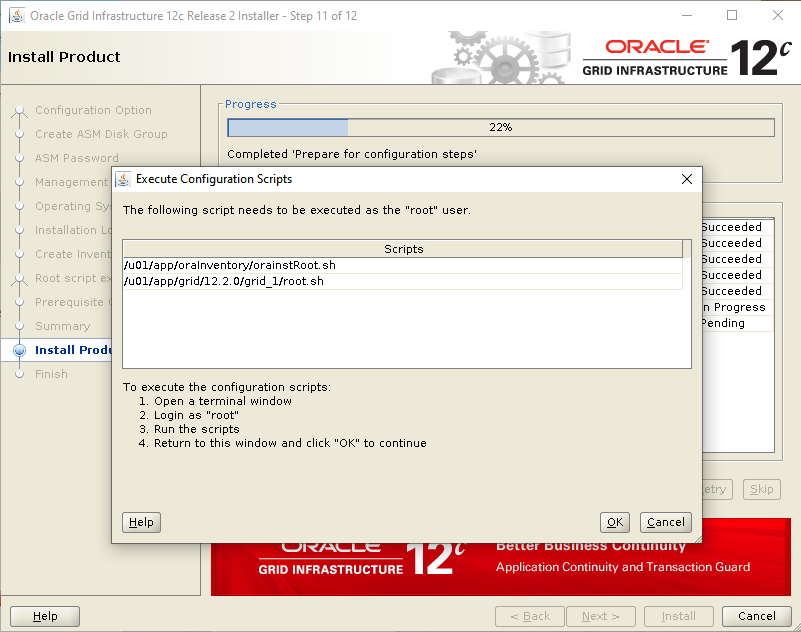 Oracle Grid Infrastructure 12c Release 2 Installer - Step 11 of 12
Install Product
ORACLE
GRID INFRASTRUCTURE
12c
Configuration Option
Create ASM Disk Group
ASM Password
Management
Operating Sy
Installation Lo
Create Invent
Root script ex
Prerequisite
Summary
Install Produ
Finish
Progress
22%
Completed 'Prepare for configuration steps'
Execute Configuration Scripts
The following script needs to be executed as the "root" user.
Scripts
/u01/app/oraInventory/orainstRoot.sh
/u01/app/grid/12.2.0/grid_1/root.sh
To execute the configuration scripts:
1. Open a terminal window
2. Login as "root"
3. Run the scripts
4. Return to this window and click "OK" to continue
Help
OK
Cancel
Succeeded
Succeeded
Succeeded
Succeeded
Succeeded
n Progress
Pending
etry
Skip
ORACLE
GRID INFRASTRUCTURE
12c
Better Business Continuity
Application Continuity and Transaction Guard
Help
< Back
Next >
Install
Cancel